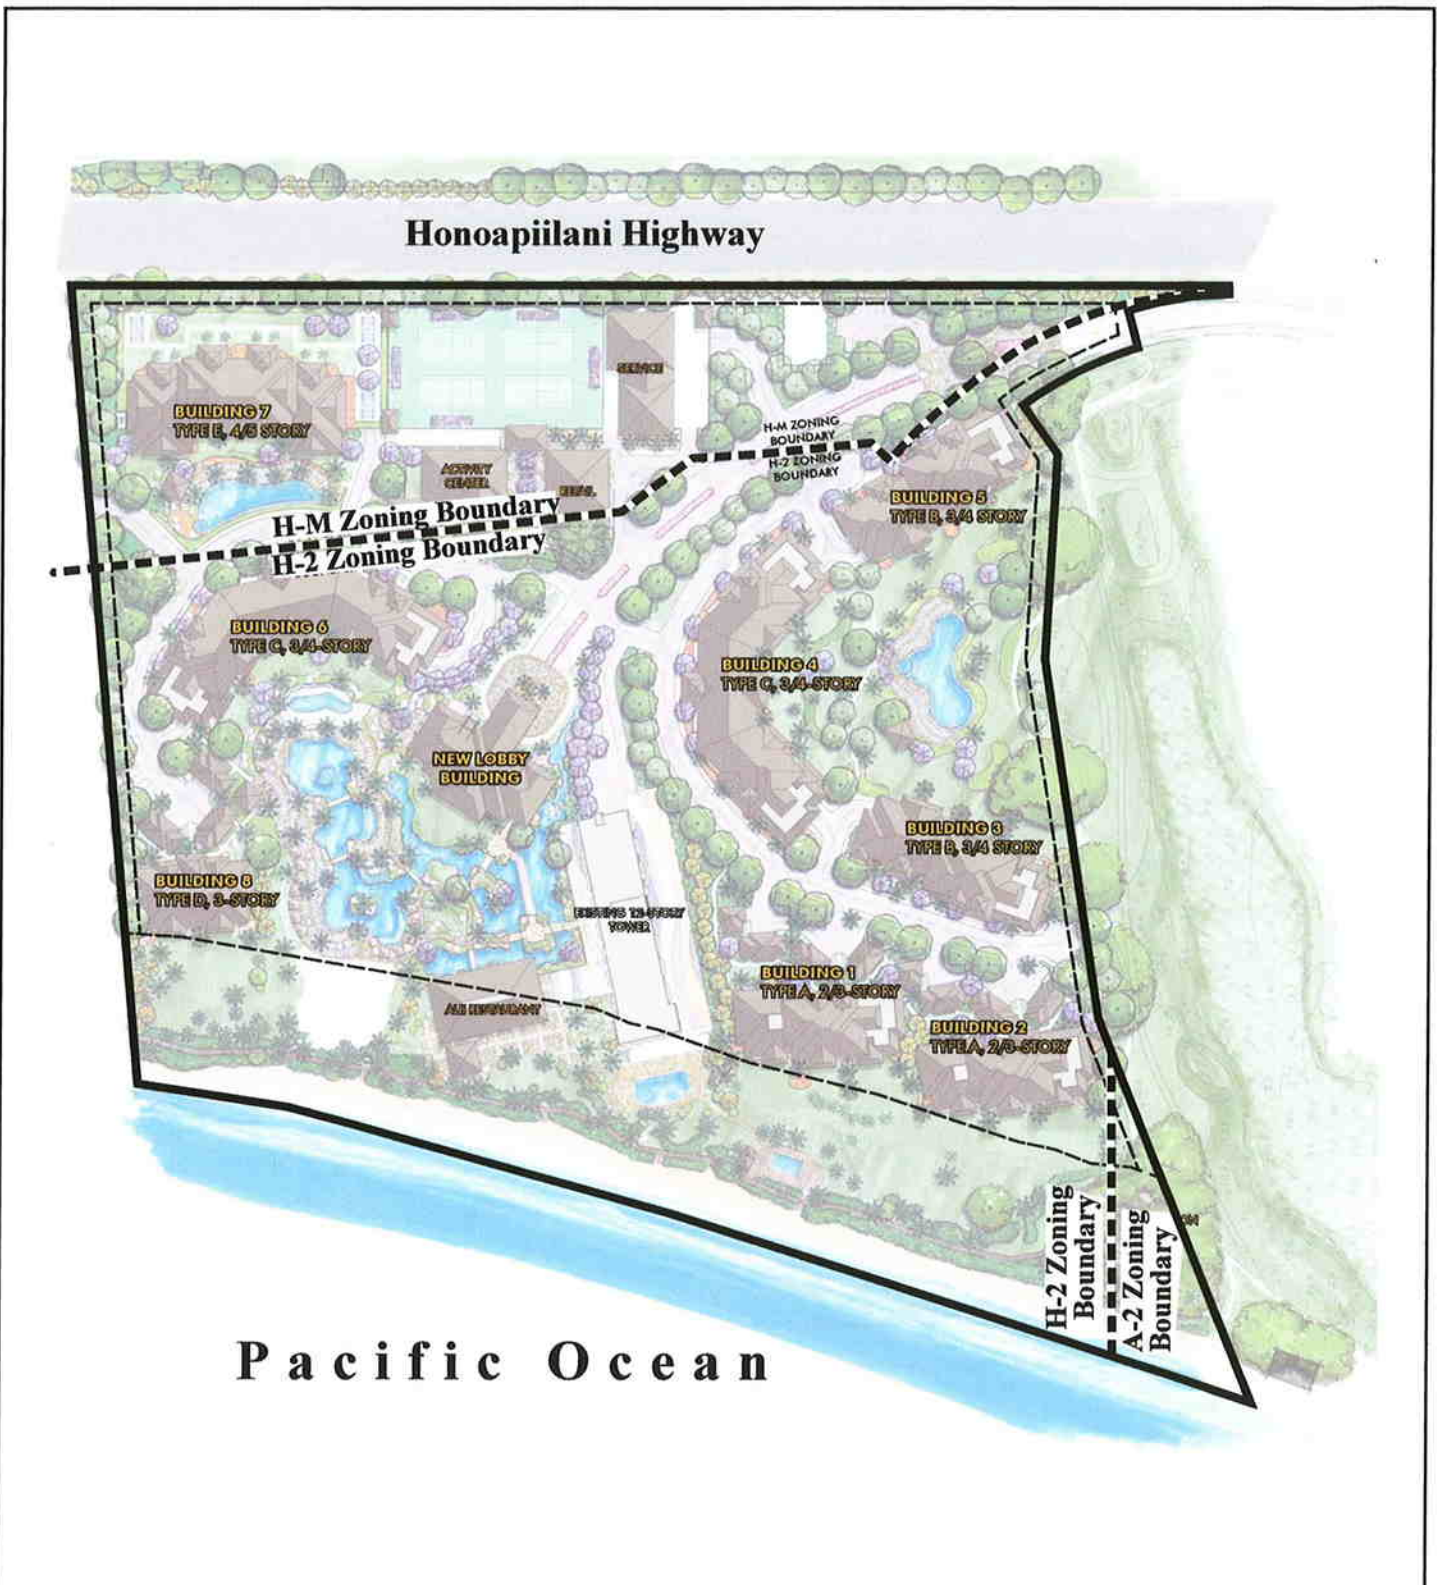 Honoapiilani Highway
SERVICE
BUILDING 7
TYPE E, 4/5 STORY
H-M ZONING
BOUNDARY
H-2 ZONING
BOUNDARY
ACTIVITY
CENTER
RETAIL
BUILDING 5
TYPE B, 3/4 STORY
H-M Zoning Boundary
H-2 Zoning Boundary
BUILDING 6
TYPE C, 3/4-STORY
BUILDING 4
TYPE C, 3/4-STORY
NEW LOBBY
BUILDING
BUILDING 3
TYPE B, 3/4 STORY
BUILDING 8
TYPE D, 3-STORY
EXISTING 12-STORY
TOWER
BUILDING 1
TYPE A, 2/3-STORY
ALII RESTAURANT
BUILDING 2
TYPE A, 2/3-STORY
H-2 Zoning
Boundary
A-2 Zoning
Boundary
Pacific Ocean